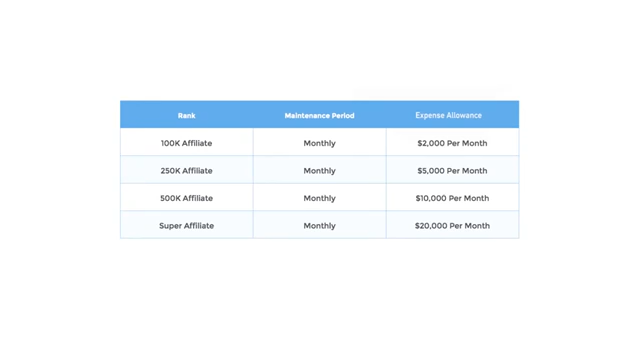 Rank Maintenance Period Expense Allowance
100K Affiliate Monthly $2,000 Per Month
250K Affiliate Monthly $5,000 Per Month
500K Affiliate Monthly $10,000 Per Month
Super Affiliate Monthly $20,000 Per Month